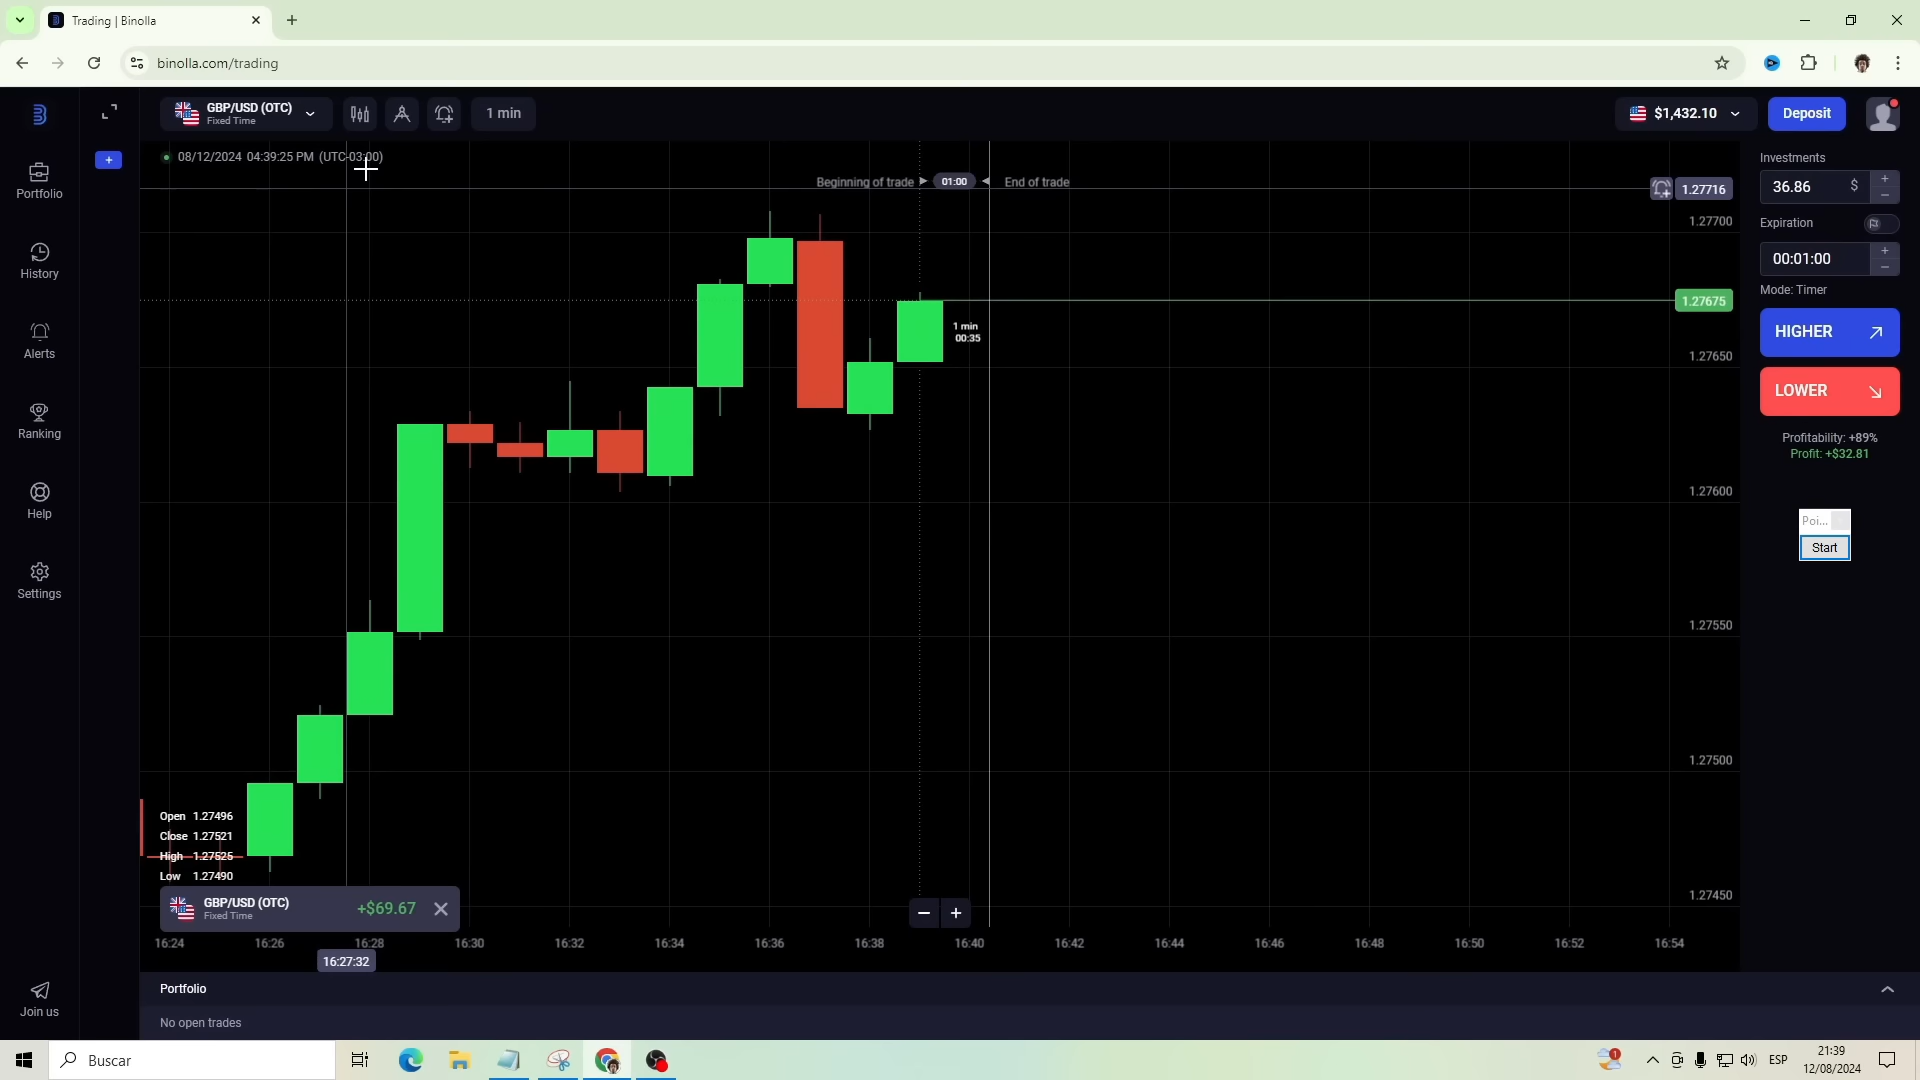 Trading | Binolla
binolla.com/trading
GBP/USD (OTC)
Fixed Time
1 min
$1,432.10
Deposit
08/12/2024 04:39:25 PM (UTC-03:00)
Beginning of trade
01:00
End of trade
1.27716
1.27700
1.27675
1.27650
1.27600
1.27550
1.27500
1.27450
1 min
00:35
Portfolio
History
Alerts
Ranking
Help
Settings
Join us
Investments
36.86 $
+
−
Expiration
00:01:00
+
−
Mode: Timer
HIGHER
LOWER
Profitability: +89%
Profit: +$32.81
Poi...
Start
Open 1.27496
Close 1.27521
High 1.27525
Low 1.27490
GBP/USD (OTC)
Fixed Time
+$69.67
16:24 16:26 16:28 16:30 16:32 16:34 16:36 16:38 16:40 16:42 16:44 16:46 16:48 16:50 16:52 16:54
16:27:32
Portfolio
No open trades
Buscar
1
ESP
21:39
12/08/2024